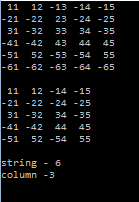 11 12 -13 -14 -15
-21 -22 23 -24 -25
31 -32 33 34 -35
-41 -42 43 44 45
-51 52 -53 -54 55
-61 -62 -63 -64 -65
11 12 -14 -15
-21 -22 -24 -25
31 -32 34 -35
-41 -42 44 45
-51 52 -54 55
string - 6
column -3